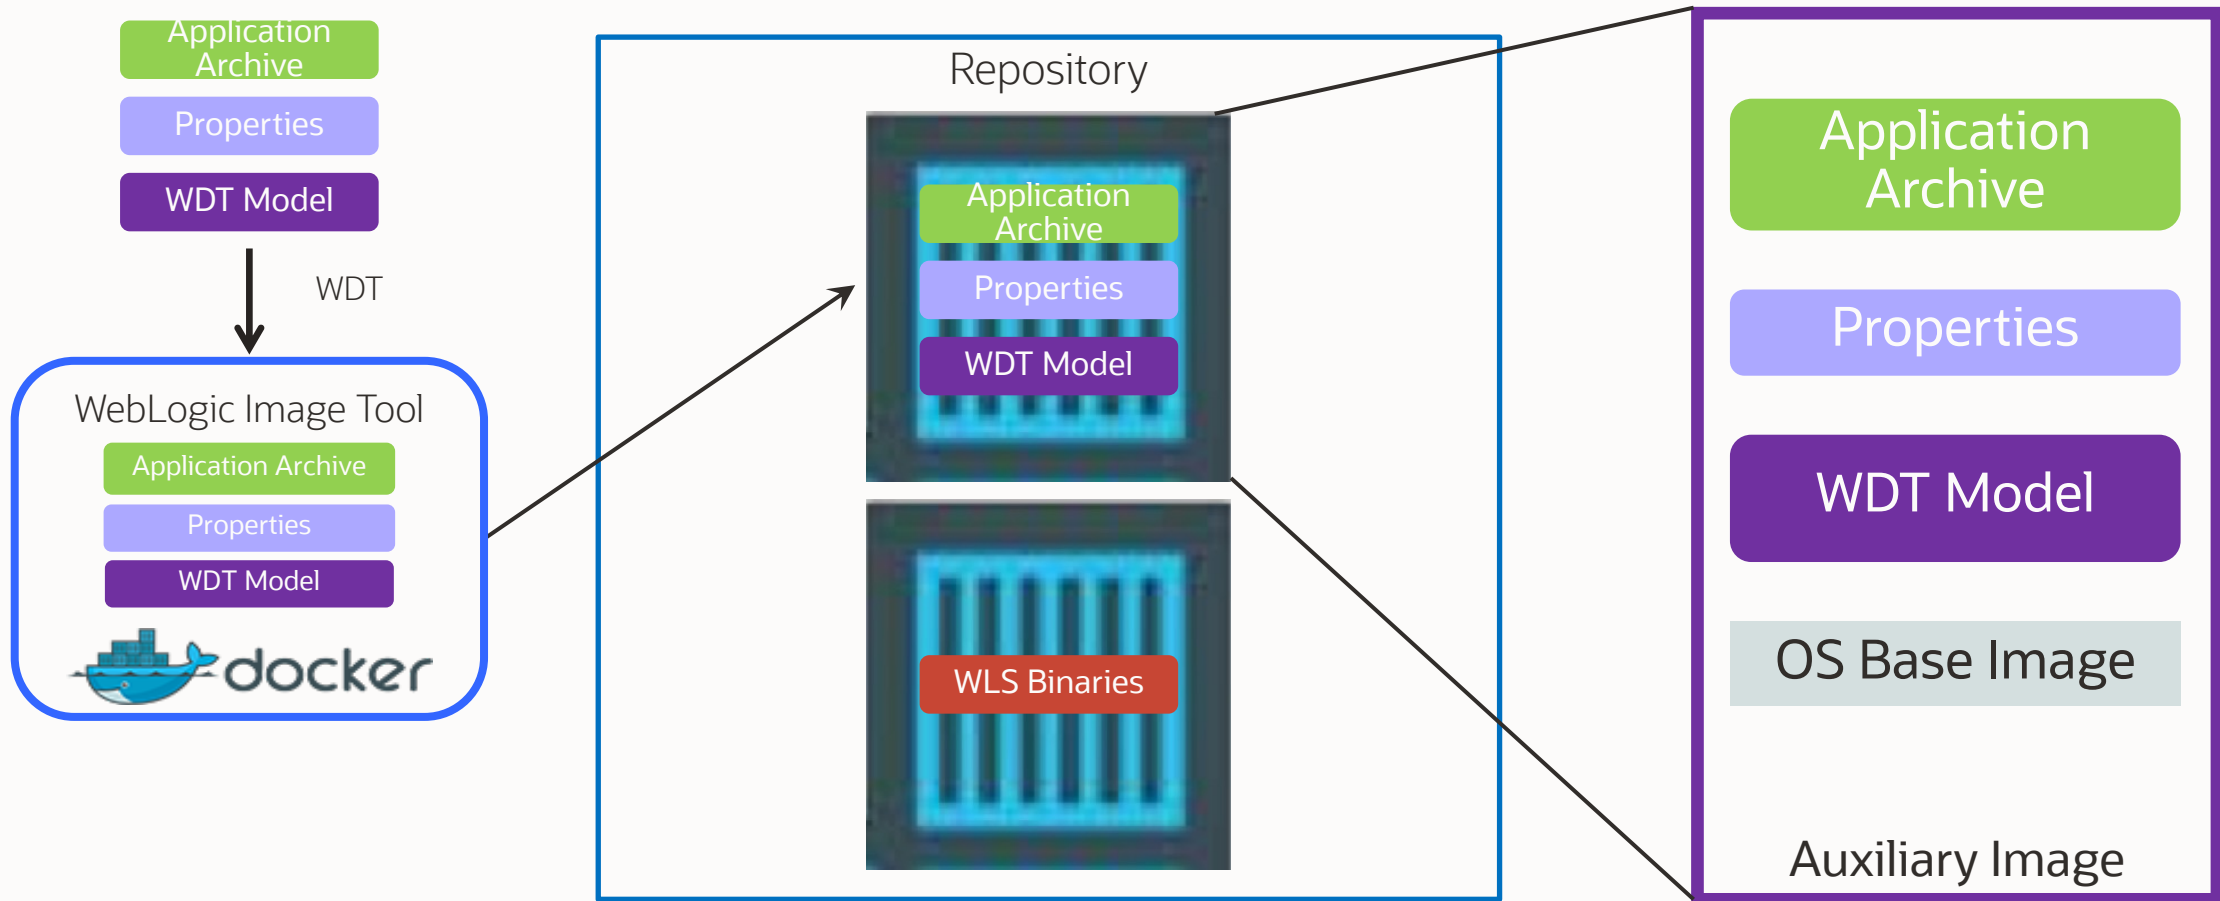 Application
Archive
Properties
WDT Model
WDT
WebLogic Image Tool
Application Archive
Properties
WDT Model
docker
Repository
Application
Archive
Properties
WDT Model
WLS Binaries
Application
Archive
Properties
WDT Model
OS Base Image
Auxiliary Image